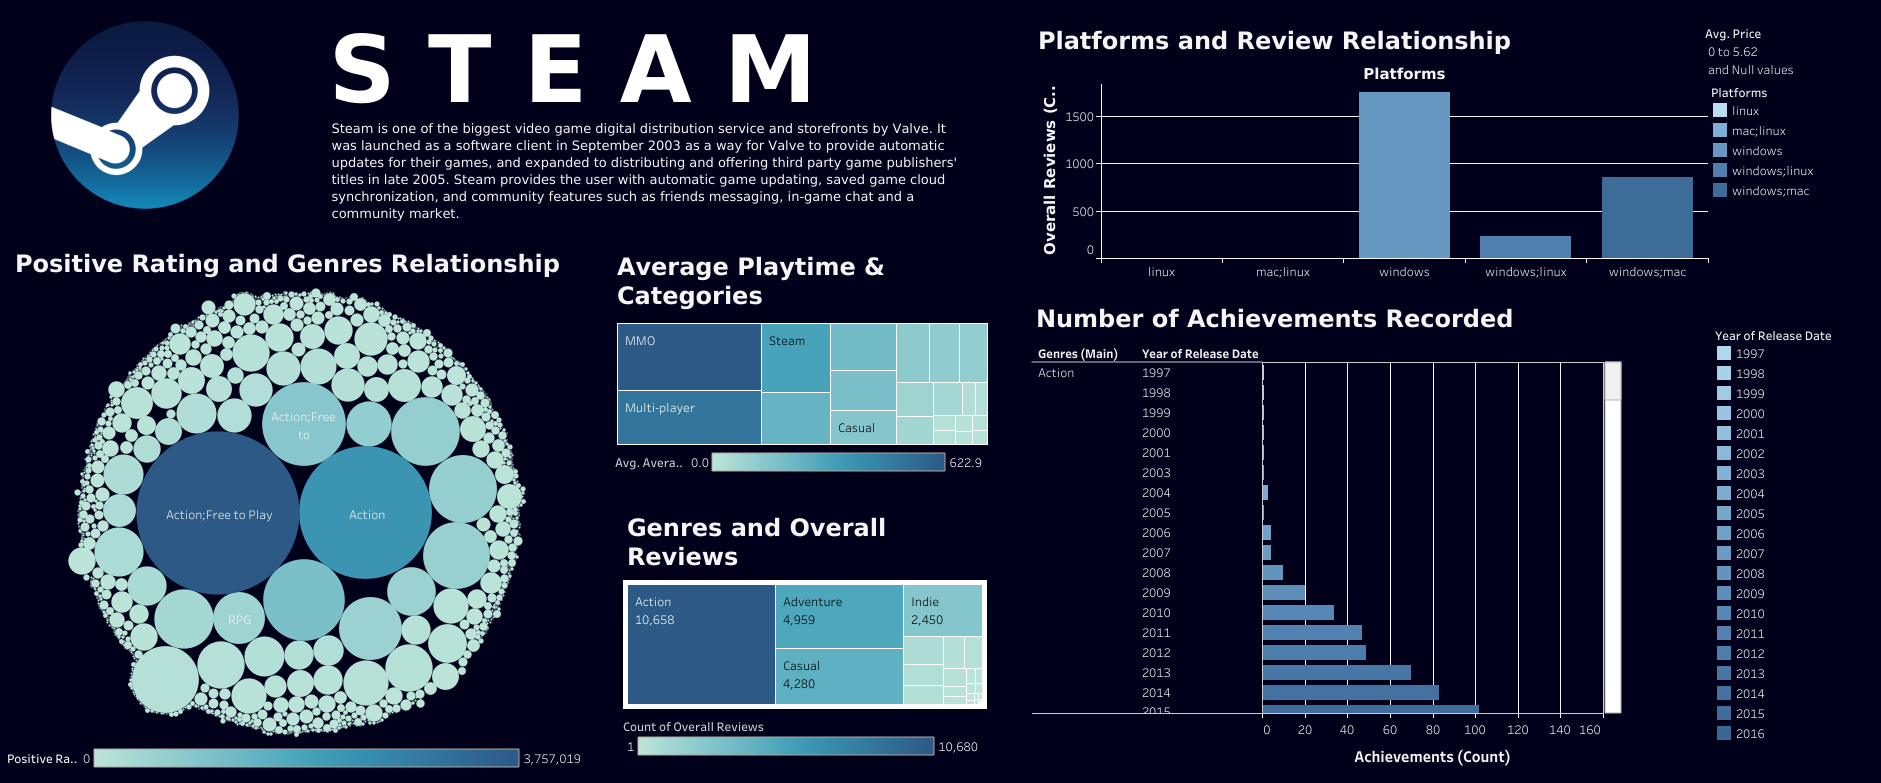 S T E A M
Steam is one of the biggest video game digital distribution service and storefronts by Valve. It
was launched as a software client in September 2003 as a way for Valve to provide automatic
updates for their games, and expanded to distributing and offering third party game publishers'
titles in late 2005. Steam provides the user with automatic game updating, saved game cloud
synchronization, and community features such as friends messaging, in-game chat and a
community market.
Positive Rating and Genres Relationship
Action;Free
to
Action;Free to Play
Action
RPG
Positive Ra.. 0 3,757,019
Average Playtime &
Categories
MMO
Steam
Multi-player
Casual
Avg. Avera.. 0.0 622.9
Genres and Overall
Reviews
Action
10,658
Adventure
4,959
Indie
2,450
Casual
4,280
Count of Overall Reviews
1 10,680
Platforms and Review Relationship
Platforms
Overall Reviews (C..
1500
1000
500
0
linux mac;linux windows windows;linux windows;mac
Avg. Price
0 to 5.62
and Null values
Platforms
linux
mac;linux
windows
windows;linux
windows;mac
Number of Achievements Recorded
Genres (Main) Year of Release Date
Action 1997
1998
1999
2000
2001
2003
2004
2005
2006
2007
2008
2009
2010
2011
2012
2013
2014
2015
0 20 40 60 80 100 120 140 160
Achievements (Count)
Year of Release Date
1997
1998
1999
2000
2001
2002
2003
2004
2005
2006
2007
2008
2009
2010
2011
2012
2013
2014
2015
2016